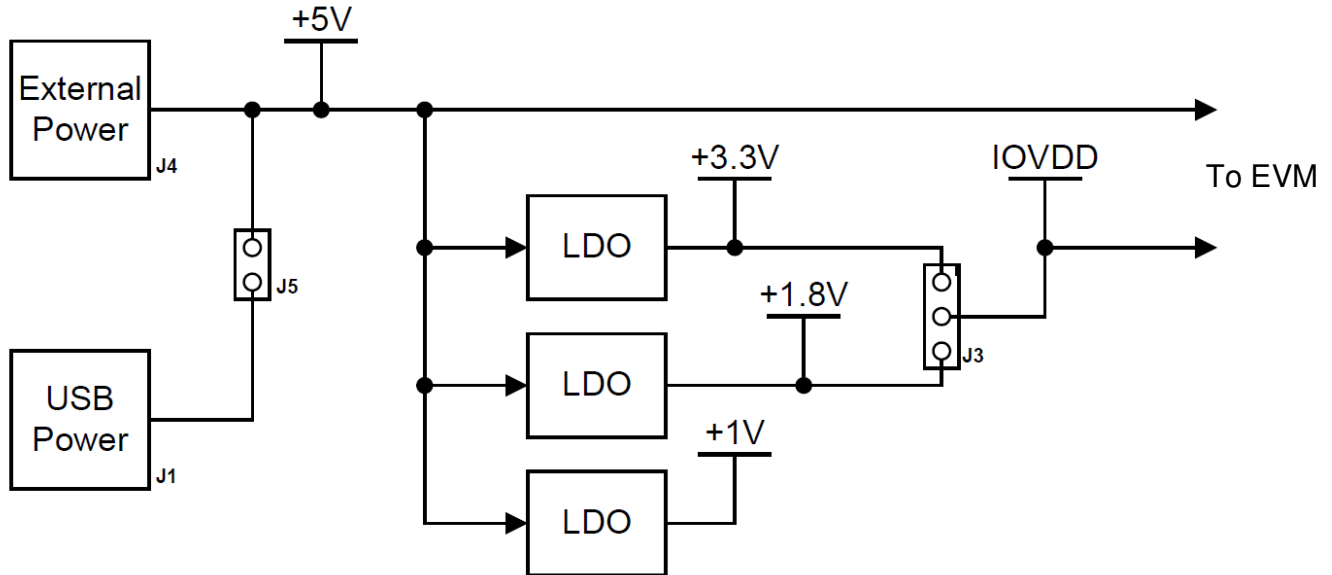 +5V
External
Power
J4
+3.3V
IOVDD
To EVM
LDO
J5
+1.8V
J3
USB
Power
J1
LDO
+1V
LDO